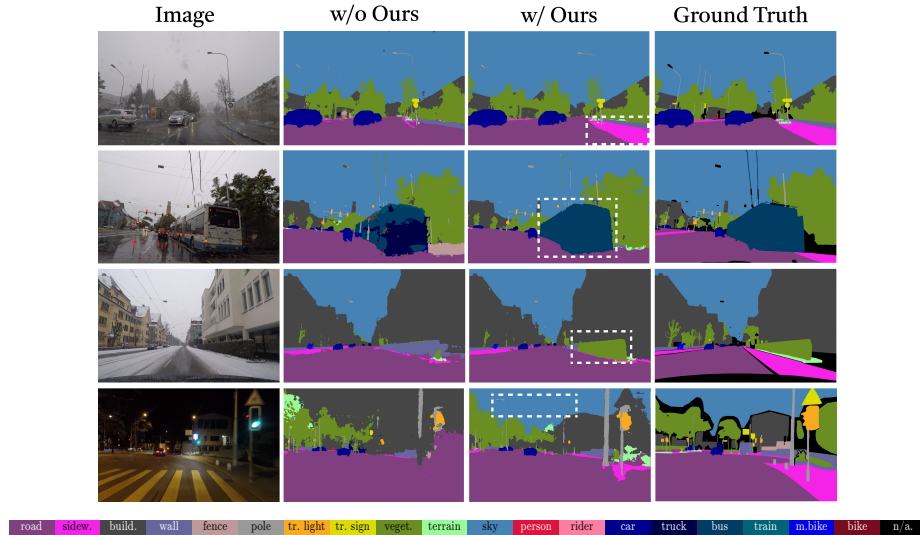 Image w/o Ours w/ Ours Ground Truth
road sidew. build. wall fence pole tr. light tr. sign veget. terrain sky person rider car truck bus train m.bike bike n/a.